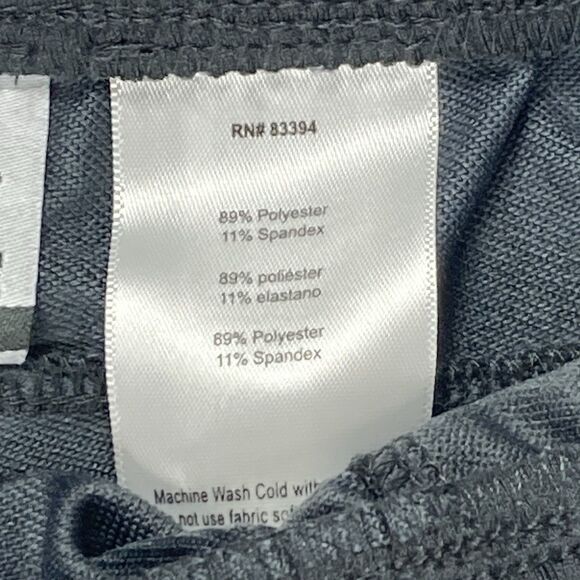 RN# 83394
89% Polyester
11% Spandex
89% poliéster
11% elastano
89% Polyester
11% Spandex
Machine Wash Cold
not use fabric